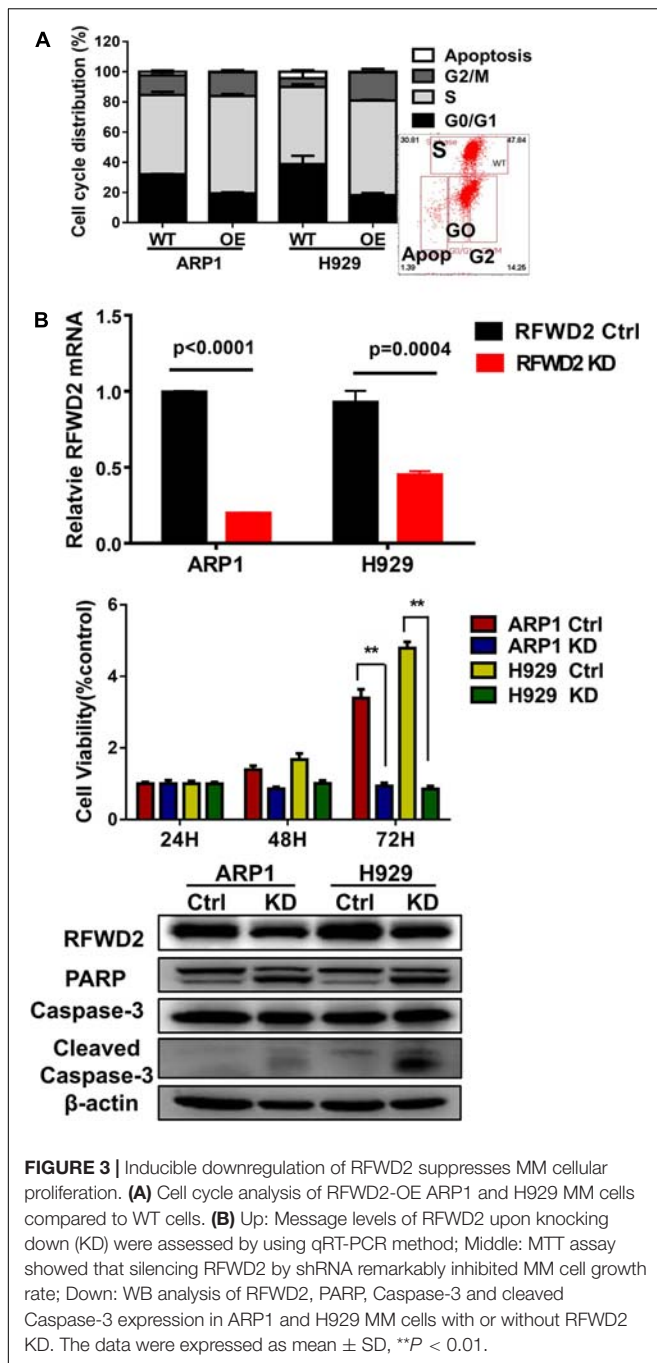 A
Cell cycle distribution (%)
120
100
80
60
40
20
0
WT OE WT OE
ARP1 H929
Apoptosis
G2/M
S
G0/G1
30.81 47.84
S
WT
GO
Apop G2
1.39 14.25
B
Relatvie RFWD2 mRNA
1.5
1.0
0.5
0.0
p<0.0001 p=0.0004
ARP1 H929
RFWD2 Ctrl
RFWD2 KD
Cell Viability(%control)
6
4
2
0
** **
24H 48H 72H
ARP1 Ctrl
ARP1 KD
H929 Ctrl
H929 KD
ARP1 H929
Ctrl KD Ctrl KD
RFWD2
PARP
Caspase-3
Cleaved
Caspase-3
β-actin
FIGURE 3 | Inducible downregulation of RFWD2 suppresses MM cellular
proliferation. (A) Cell cycle analysis of RFWD2-OE ARP1 and H929 MM cells
compared to WT cells. (B) Up: Message levels of RFWD2 upon knocking
down (KD) were assessed by using qRT-PCR method; Middle: MTT assay
showed that silencing RFWD2 by shRNA remarkably inhibited MM cell growth
rate; Down: WB analysis of RFWD2, PARP, Caspase-3 and cleaved
Caspase-3 expression in ARP1 and H929 MM cells with or without RFWD2
KD. The data were expressed as mean ± SD, **P < 0.01.